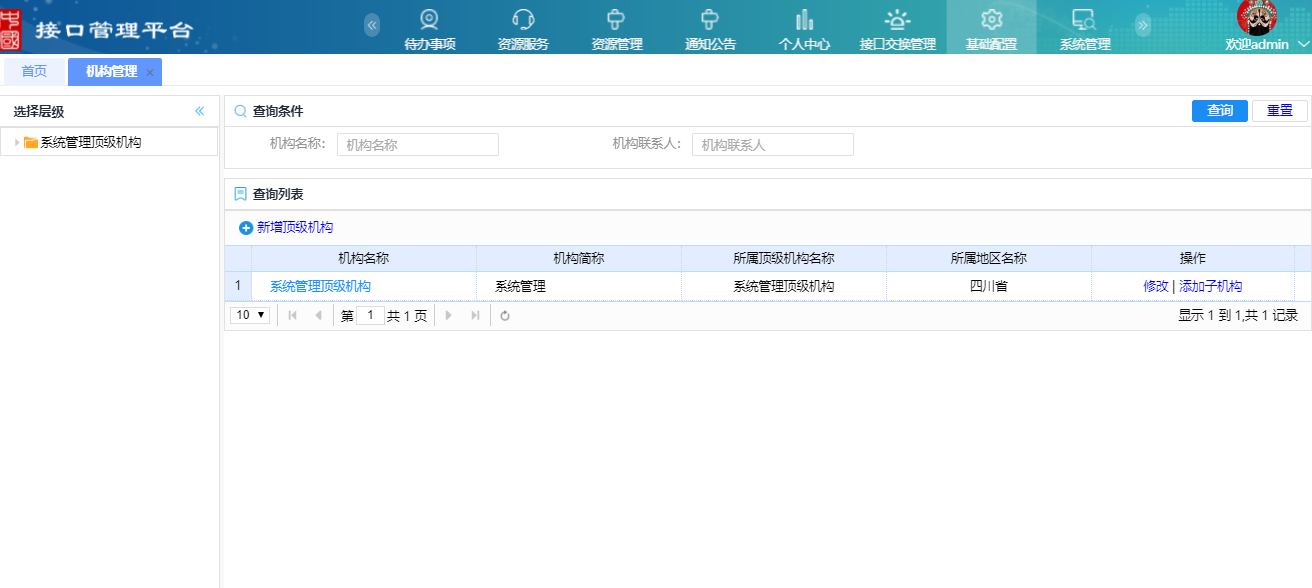 中國 接口管理平台
« 待办事项 资源服务 资源管理 通知公告 个人中心 接口交换管理 基础配置 系统管理 » 欢迎admin
首页 机构管理 ×
选择层级 «
系统管理顶级机构
查询条件 查询 重置
机构名称: 机构名称 机构联系人: 机构联系人
查询列表
新增顶级机构
机构名称 机构简称 所属顶级机构名称 所属地区名称 操作
1 系统管理顶级机构 系统管理 系统管理顶级机构 四川省 修改 | 添加子机构
10 第 1 共 1 页 显示 1 到 1,共 1 记录